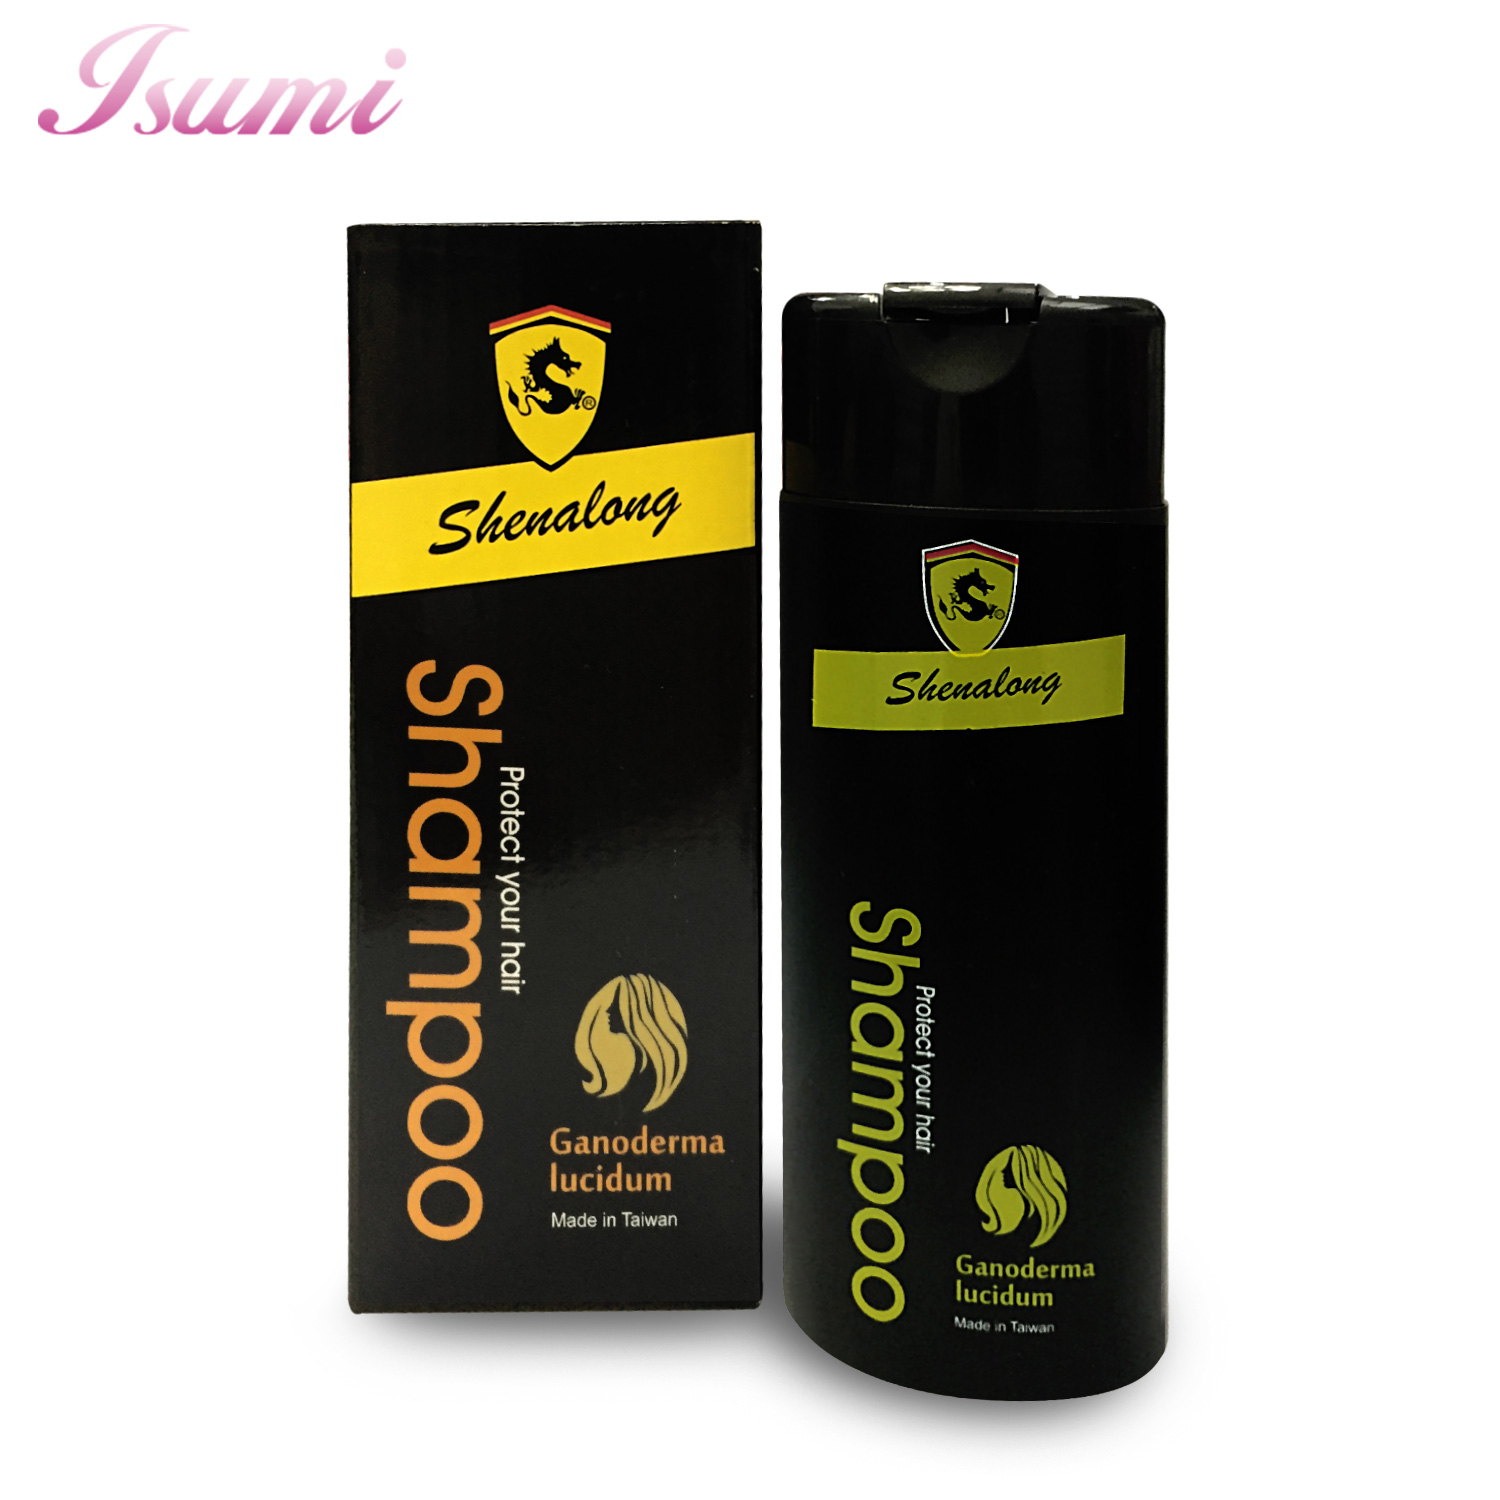 Isumi
®
Shenalong
Shampoo
Protect your hair
Ganoderma
lucidum
Made in Taiwan
®
Shenalong
Shampoo
Protect your hair
Ganoderma
lucidum
Made in Taiwan